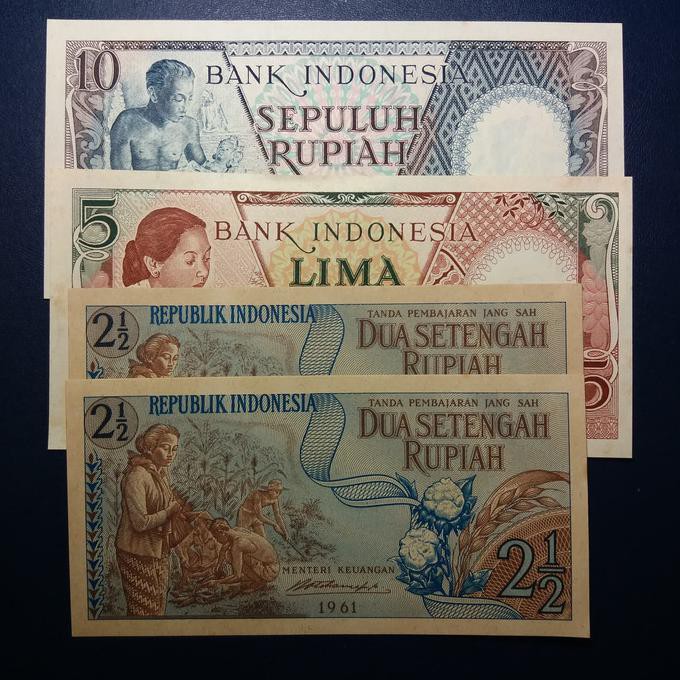 10
BANK INDONESIA
SEPULUH
RUPIAH
5
BANK INDONESIA
LIMA
5
2½
REPUBLIK INDONESIA
TANDA PEMBAJARAN JANG SAH
DUA SETENGAH
RUPIAH
2½
REPUBLIK INDONESIA
TANDA PEMBAJARAN JANG SAH
DUA SETENGAH
RUPIAH
MENTERI KEUANGAN
1961
2½